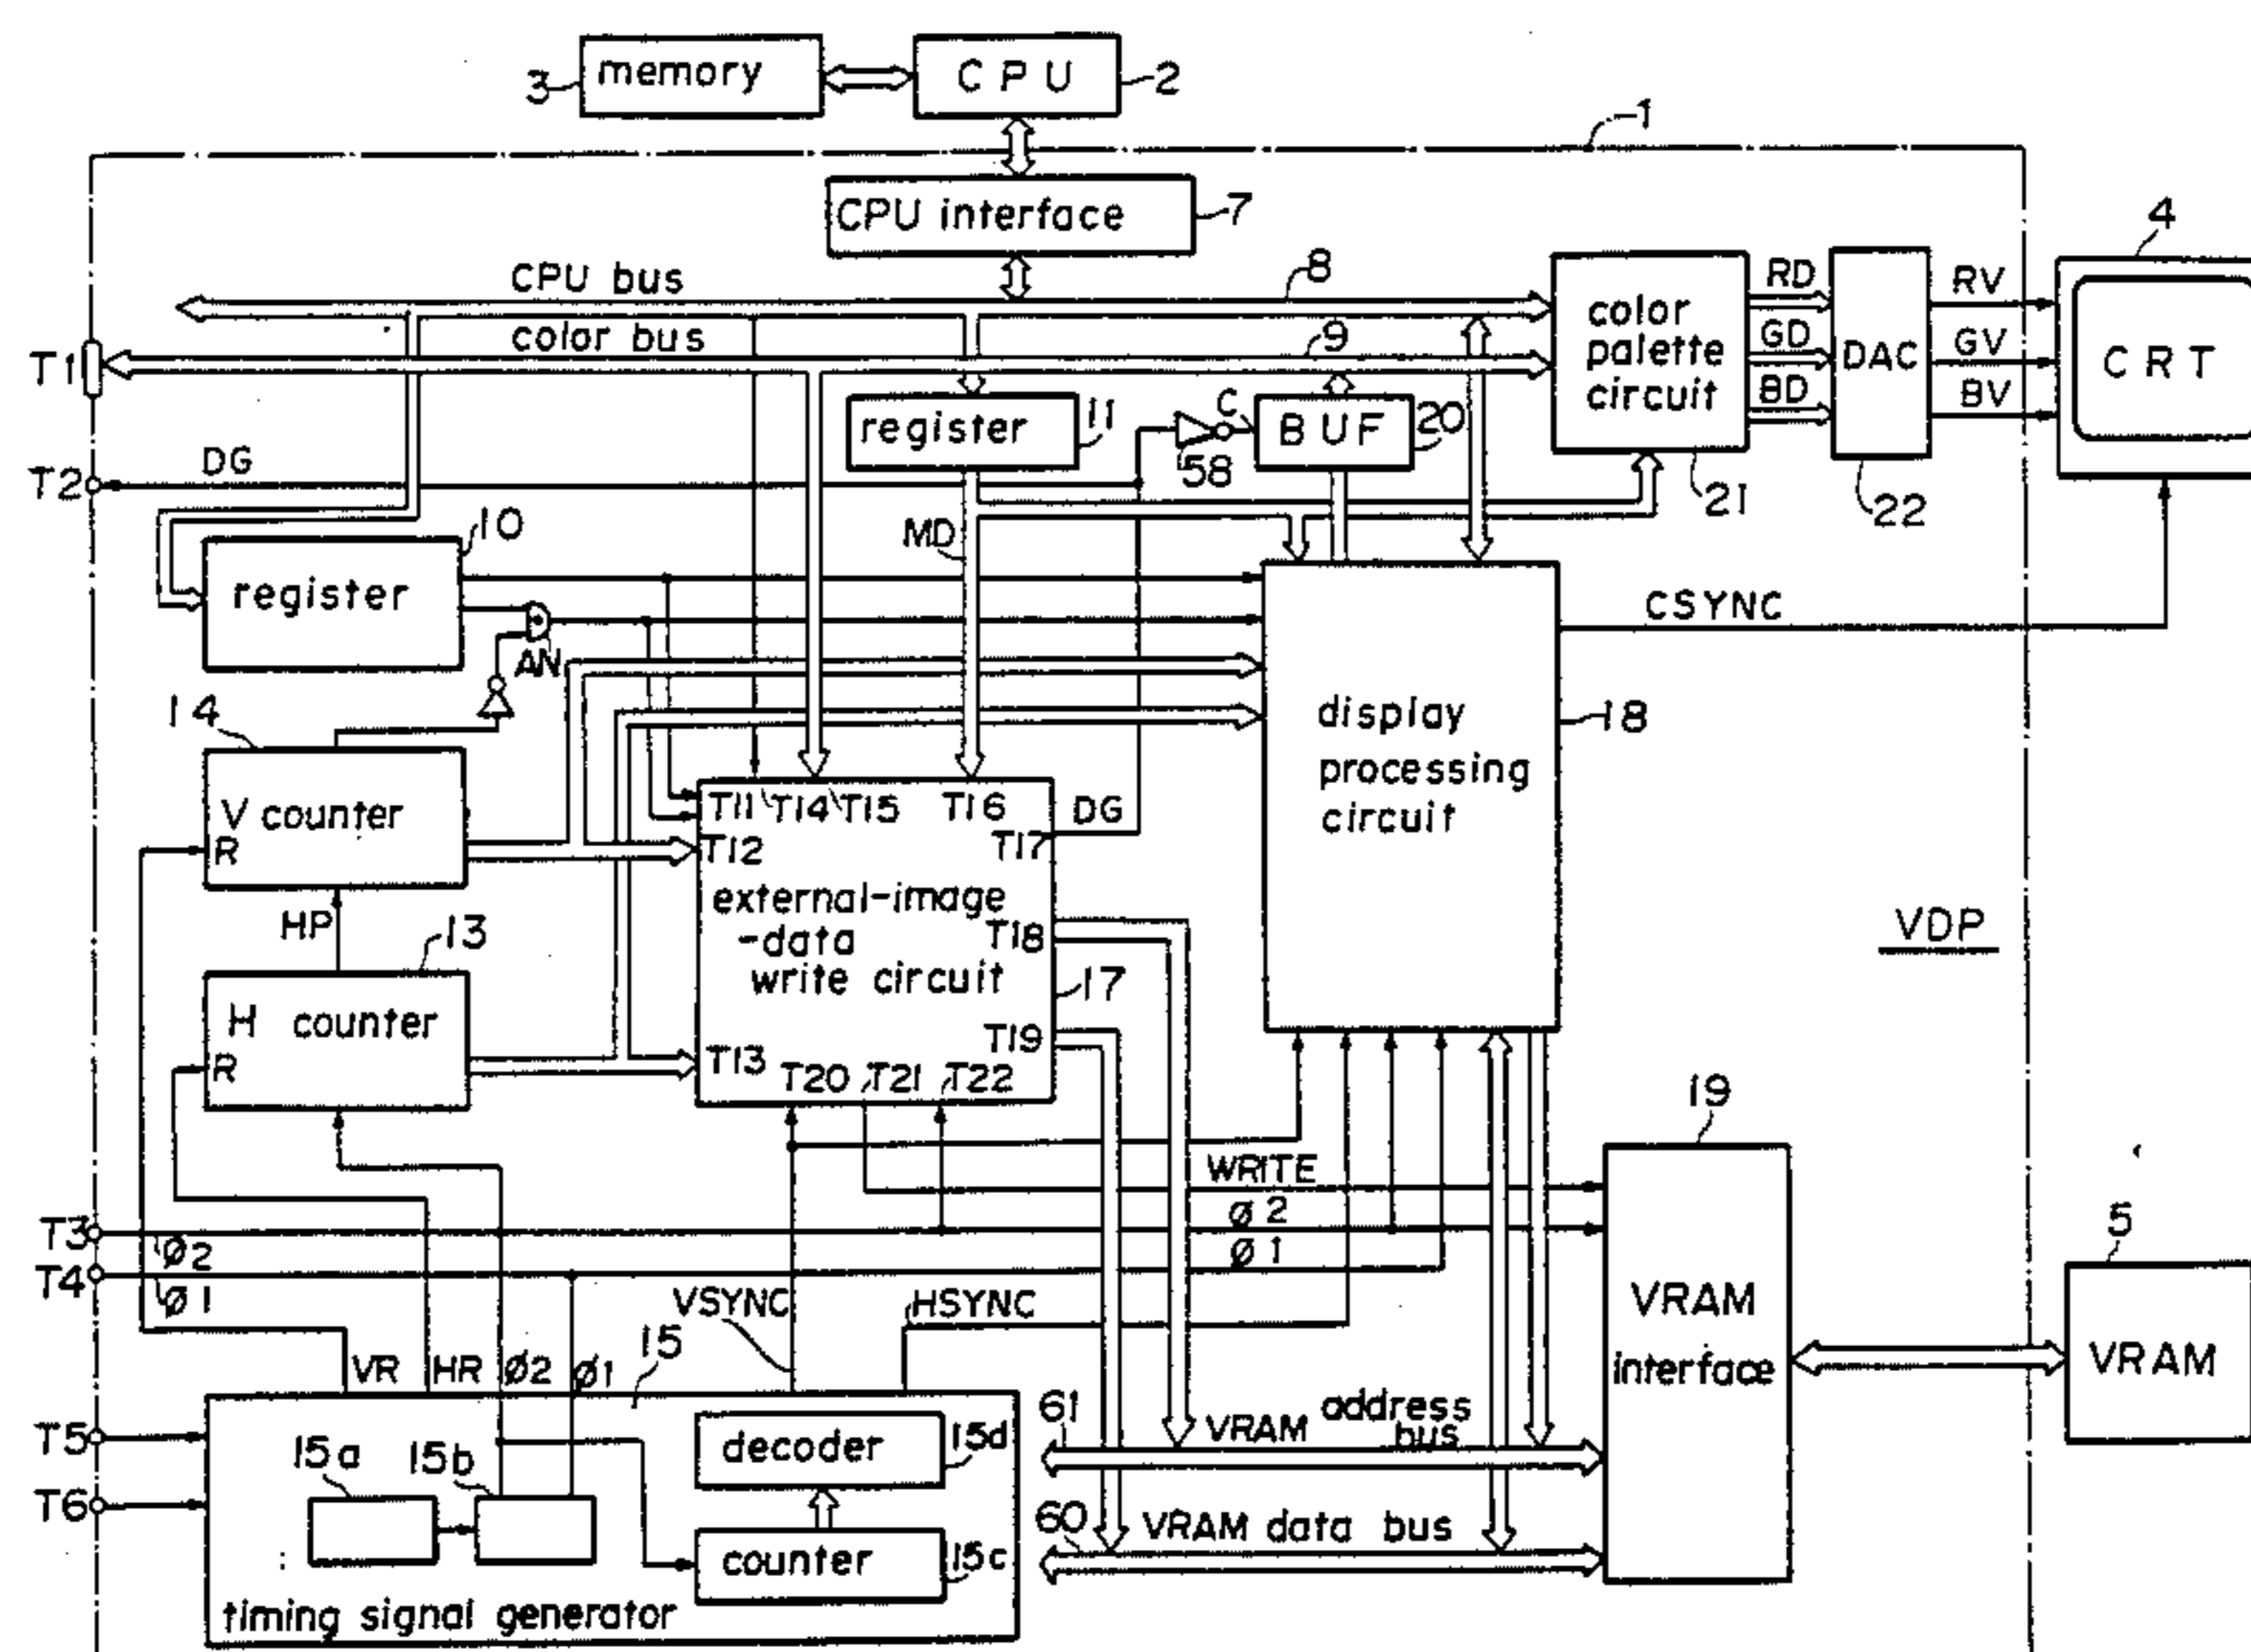 3 memory
CPU 2
1
CPU interface 7
4
CPU bus 8
color bus 9
T1
color
palette
circuit
21
RD
GD
BD
DAC
22
RV
GV
BV
CRT
register 11
C
58
BUF 20
T2 DG
10
register
MD
AN
CSYNC
14
V counter
R
HP
13
H counter
R
T11 T14 T15 T16
T12
T17 DG
external-image
-data
write circuit
T18
17
T19
T13
T20 T21 T22
display
processing
circuit
18
VDP
19
VRAM
interface
5
VRAM
WRITE
T3 ø2 ø2
T4 ø1 ø1
VSYNC HSYNC
VR HR ø2 ø1 15
T5
T6
15a 15b
decoder 15d
counter 15c
timing signal generator
61 VRAM address
bus
60 VRAM data bus